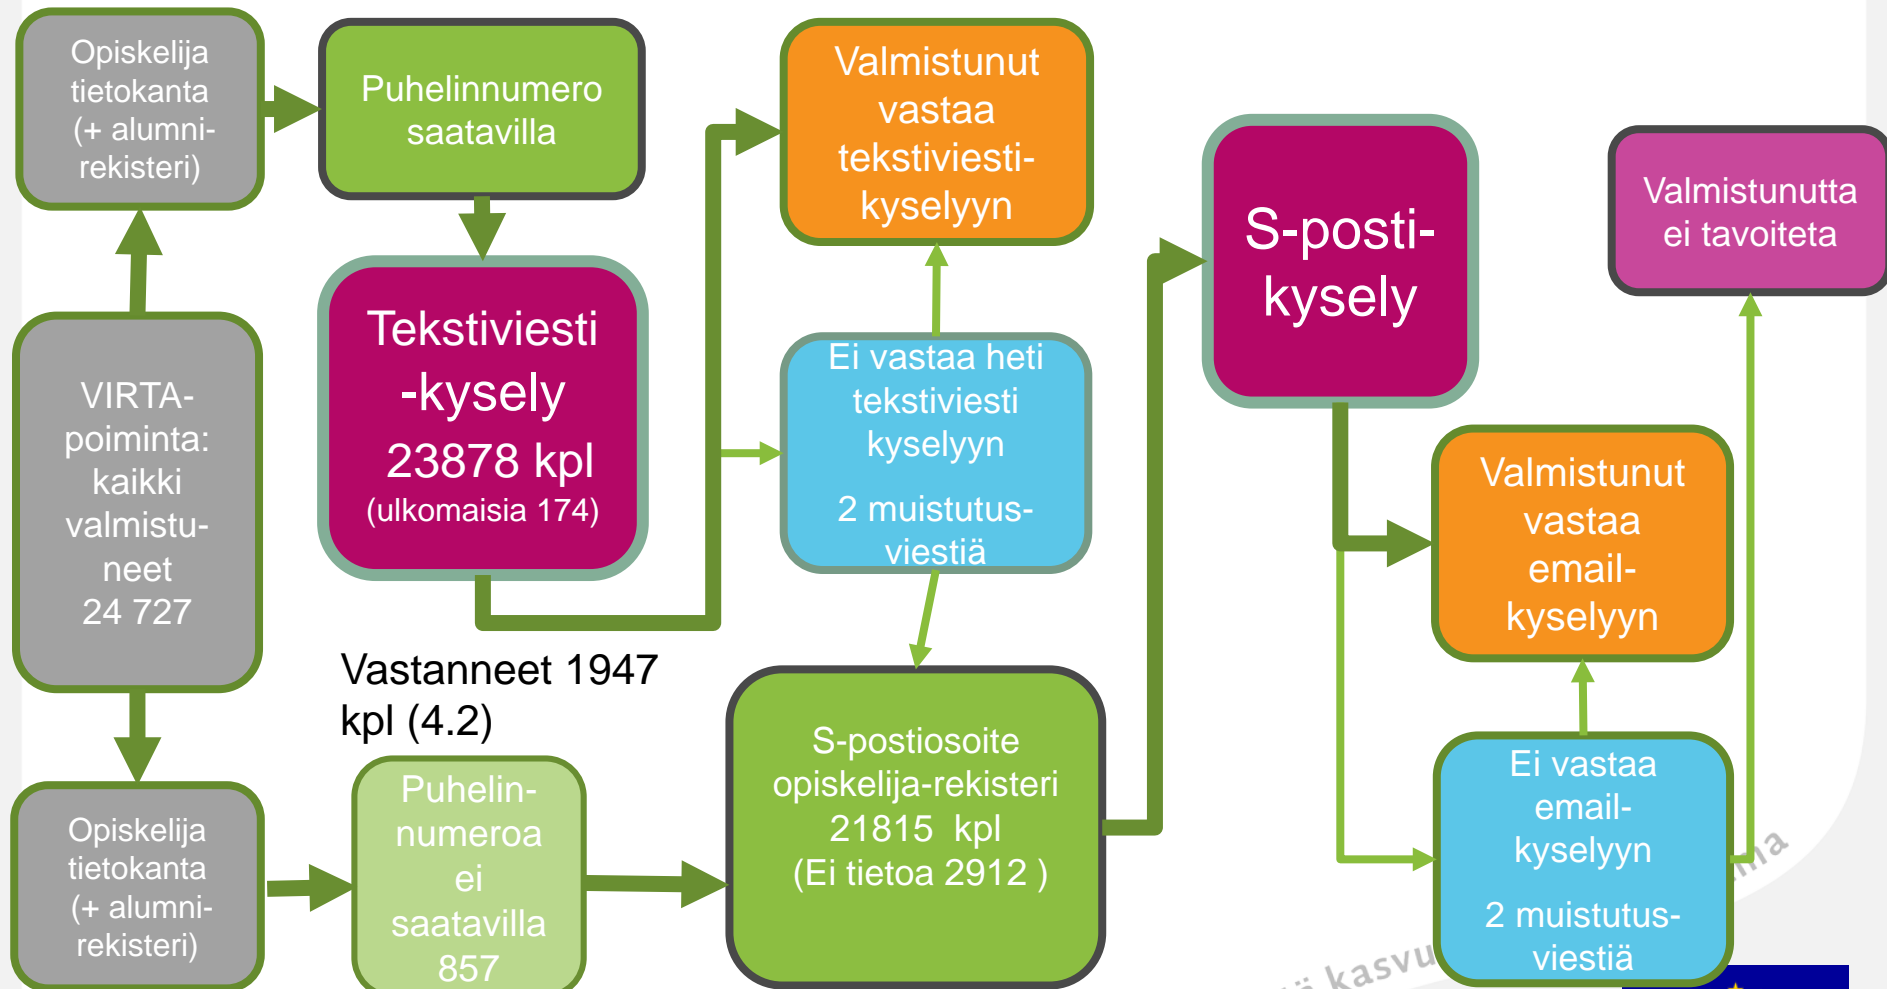 Opiskelija
tietokanta
(+ alumni-
rekisteri)
Puhelinnumero
saatavilla
Valmistunut
vastaa
tekstiviesti-
kyselyyn
S-posti-
kysely
Valmistunutta
ei tavoiteta
VIRTA-
poiminta:
kaikki
valmistu-
neet
24 727
Tekstiviesti
-kysely
23878 kpl
(ulkomaisia 174)
Ei vastaa heti
tekstiviesti
kyselyyn
2 muistutus-
viestiä
Valmistunut
vastaa
email-
kyselyyn
Vastanneet 1947
kpl (4.2)
Opiskelija
tietokanta
(+ alumni-
rekisteri)
Puhelin-
numeroa
ei
saatavilla
857
S-postiosoite
opiskelija-rekisteri
21815 kpl
(Ei tietoa 2912 )
Ei vastaa
email-
kyselyyn
2 muistutus-
viestiä